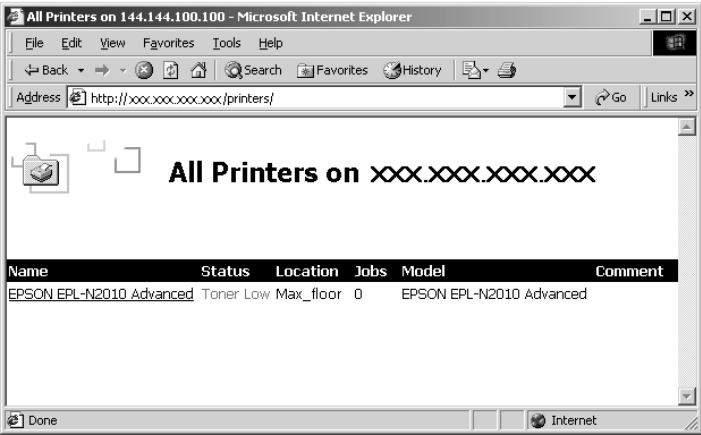 All Printers on 144.144.100.100 - Microsoft Internet Explorer
File Edit View Favorites Tools Help
Back Search Favorites History
Address http://xxx.xxx.xxx.xxx/printers/ Go Links »
All Printers on xxx.xxx.xxx.xxx
Name Status Location Jobs Model Comment
EPSON EPL-N2010 Advanced Toner Low Max_floor 0 EPSON EPL-N2010 Advanced
Done Internet